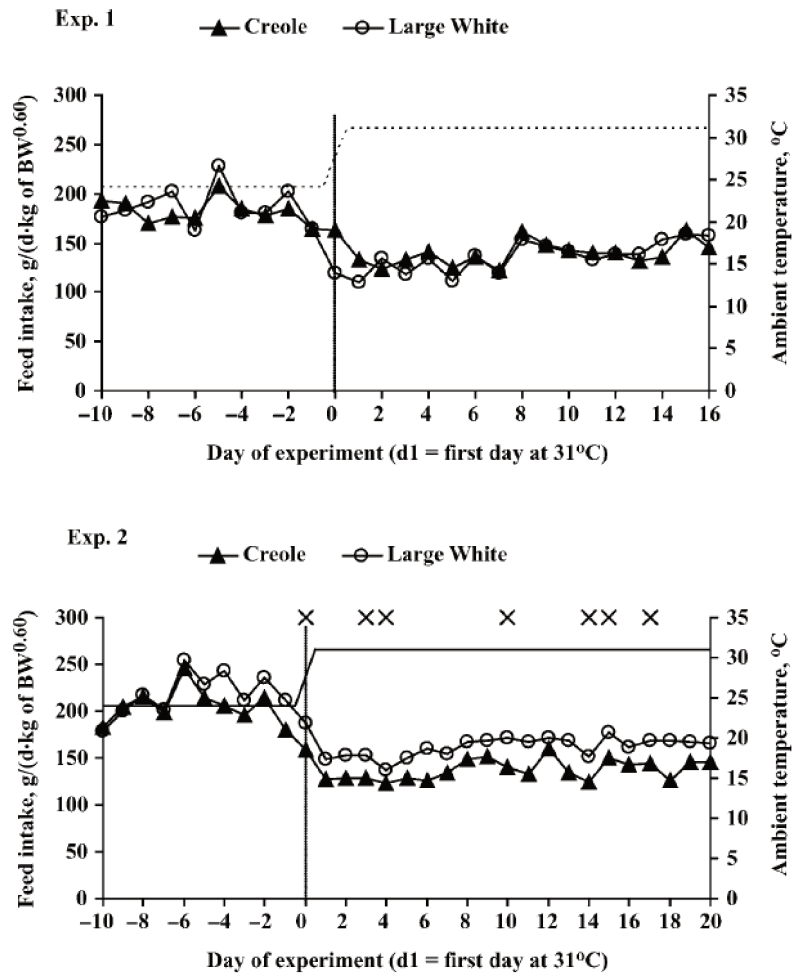 Exp. 1
Creole Large White
300 35
250 30
200 25
150 20
100 15
50 10
0 5
0
Feed intake, g/(d·kg of BW0.60)
Ambient temperature, ºC
–10 –8 –6 –4 –2 0 2 4 6 8 10 12 14 16
Day of experiment (d1 = first day at 31ºC)
Exp. 2
Creole Large White
300 35
250 30
200 25
150 20
100 15
50 10
0 5
0
Feed intake, g/(d·kg of BW0.60)
Ambient temperature, ºC
–10 –8 –6 –4 –2 0 2 4 6 8 10 12 14 16 18 20
Day of experiment (d1 = first day at 31ºC)